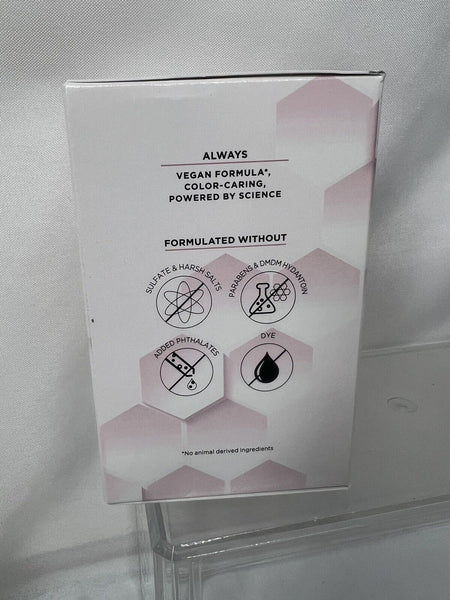 ALWAYS
VEGAN FORMULA*,
COLOR-CARING,
POWERED BY SCIENCE
FORMULATED WITHOUT
SULFATE & HARSH SALTS
PARABENS & DMDM HYDANTOIN
ADDED PHTHALATES
DYE
*No animal derived ingredients